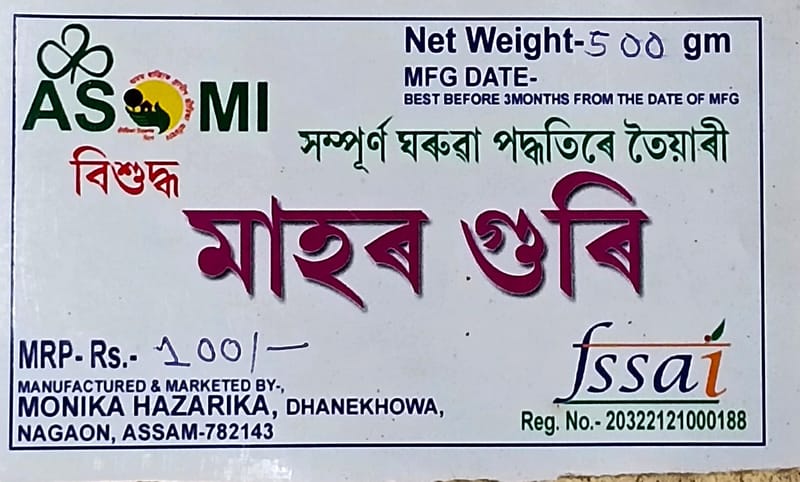 ASOMI
Net Weight-500 gm
MFG DATE-
BEST BEFORE 3MONTHS FROM THE DATE OF MFG
সম্পূৰ্ণ ঘৰুৱা পদ্ধতিৰে তৈয়াৰী
বিশুদ্ধ
মাহৰ গুৰি
MRP- Rs.- 100/-
MANUFACTURED & MARKETED BY-,
MONIKA HAZARIKA, DHANEKHOWA,
NAGAON, ASSAM-782143
fssai
Reg. No.- 20322121000188